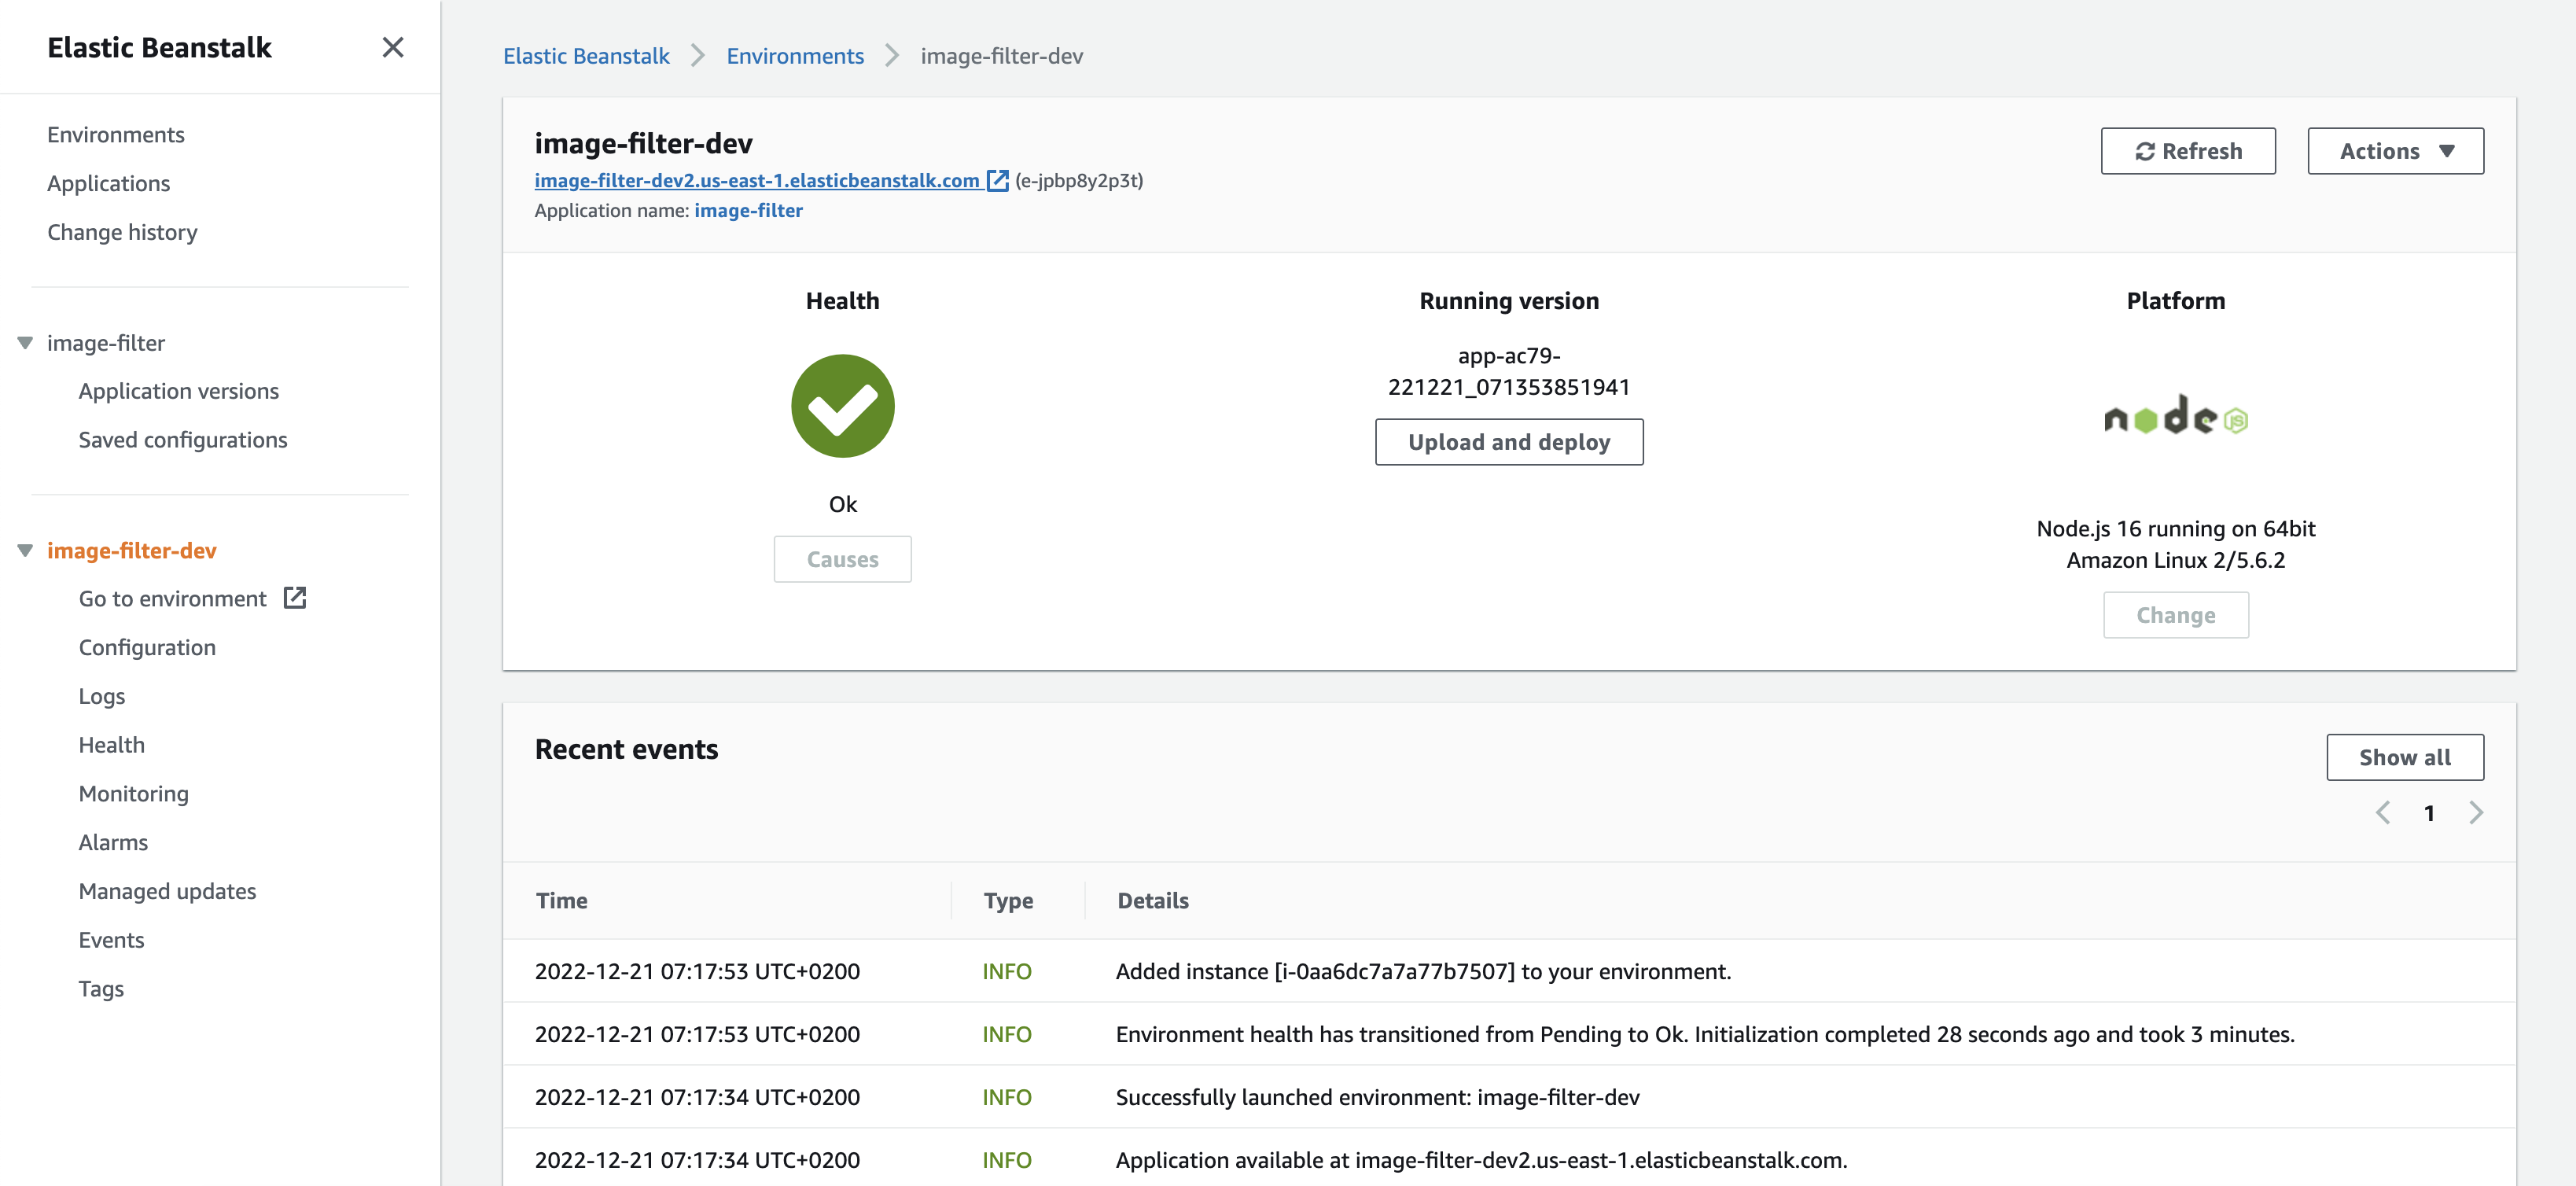 Elastic Beanstalk
Environments
Applications
Change history
image-filter
Application versions
Saved configurations
image-filter-dev
Go to environment
Configuration
Logs
Health
Monitoring
Alarms
Managed updates
Events
Tags
Elastic Beanstalk > Environments > image-filter-dev
image-filter-dev
image-filter-dev2.us-east-1.elasticbeanstalk.com (e-jpbp8y2p3t)
Application name: image-filter
Refresh
Actions
Health
Ok
Causes
Running version
app-ac79-
221221_071353851941
Upload and deploy
Platform
node JS
Node.js 16 running on 64bit
Amazon Linux 2/5.6.2
Change
Recent events
Show all
1
Time Type Details
2022-12-21 07:17:53 UTC+0200 INFO Added instance [i-0aa6dc7a7a77b7507] to your environment.
2022-12-21 07:17:53 UTC+0200 INFO Environment health has transitioned from Pending to Ok. Initialization completed 28 seconds ago and took 3 minutes.
2022-12-21 07:17:34 UTC+0200 INFO Successfully launched environment: image-filter-dev
2022-12-21 07:17:34 UTC+0200 INFO Application available at image-filter-dev2.us-east-1.elasticbeanstalk.com.